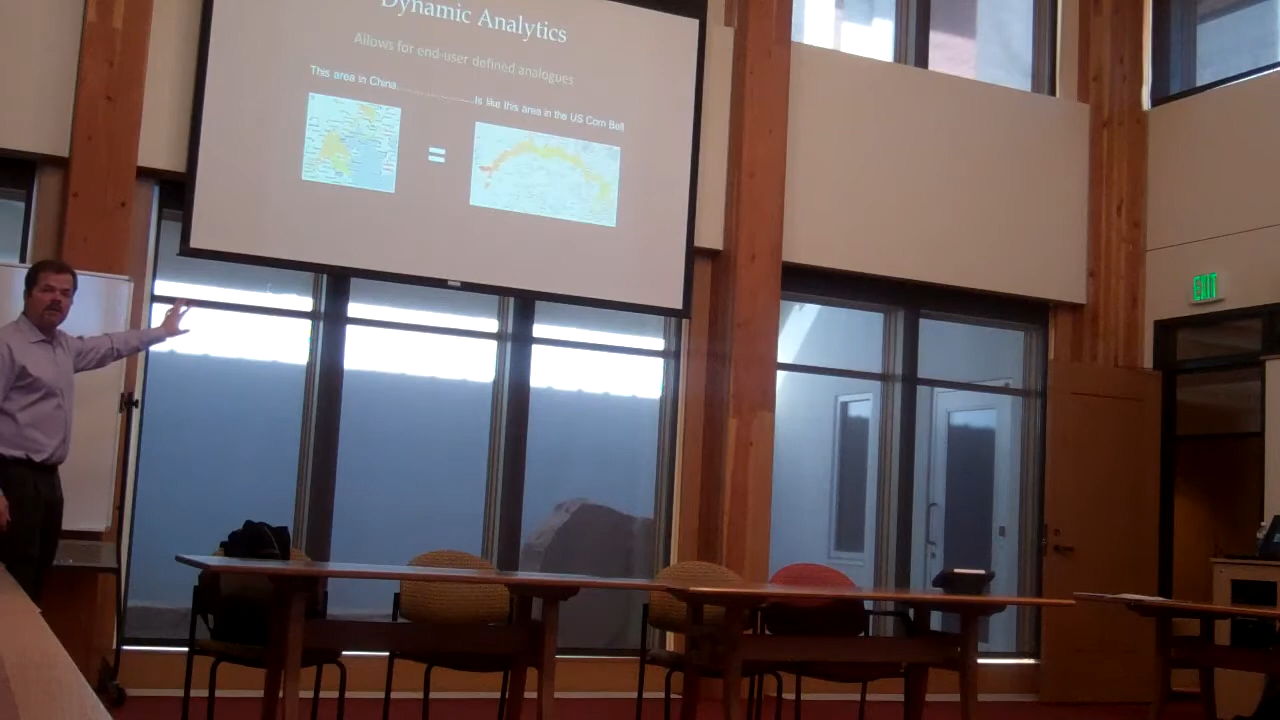 Dynamic Analytics
Allows for end-user defined analogues
This area in China........................is like this area in the US Corn Belt
=
EXIT